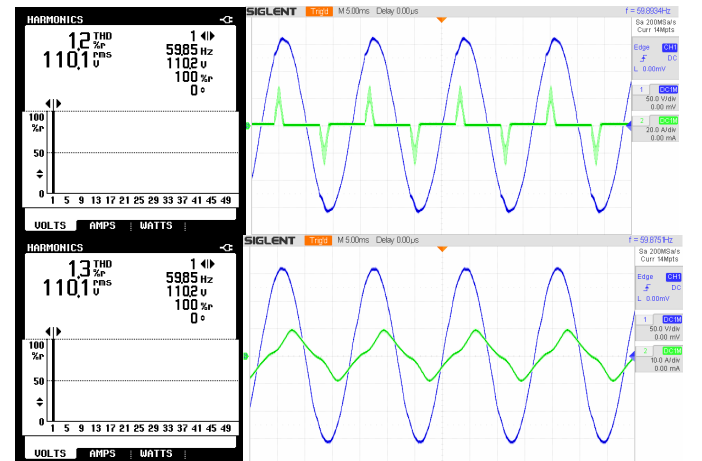 HARMONICS
1.2 THD %r 1
110.1 rms V 59.85 Hz
110.2 V
100 %r
0°
100
%r
50
0
1 5 9 13 17 21 25 29 33 37 41 45 49
VOLTS AMPS WATTS
SIGLENT Trig'd M 5.00ms Delay 0.00µs f = 59.8934Hz
Sa 200MSa/s
Curr 14Mpts
Edge CH1
DC
L 0.00mV
1 DC1M
50.0 V/div
0.00 mV
2 DC1M
20.0 A/div
0.00 mA
HARMONICS
1.3 THD %r 1
110.1 rms V 59.85 Hz
110.2 V
100 %r
0°
100
%r
50
0
1 5 9 13 17 21 25 29 33 37 41 45 49
VOLTS AMPS WATTS
SIGLENT Trig'd M 5.00ms Delay 0.00µs f = 59.8751Hz
Sa 200MSa/s
Curr 14Mpts
Edge CH1
DC
L 0.00mV
1 DC1M
50.0 V/div
0.00 mV
2 DC1M
10.0 A/div
0.00 mA